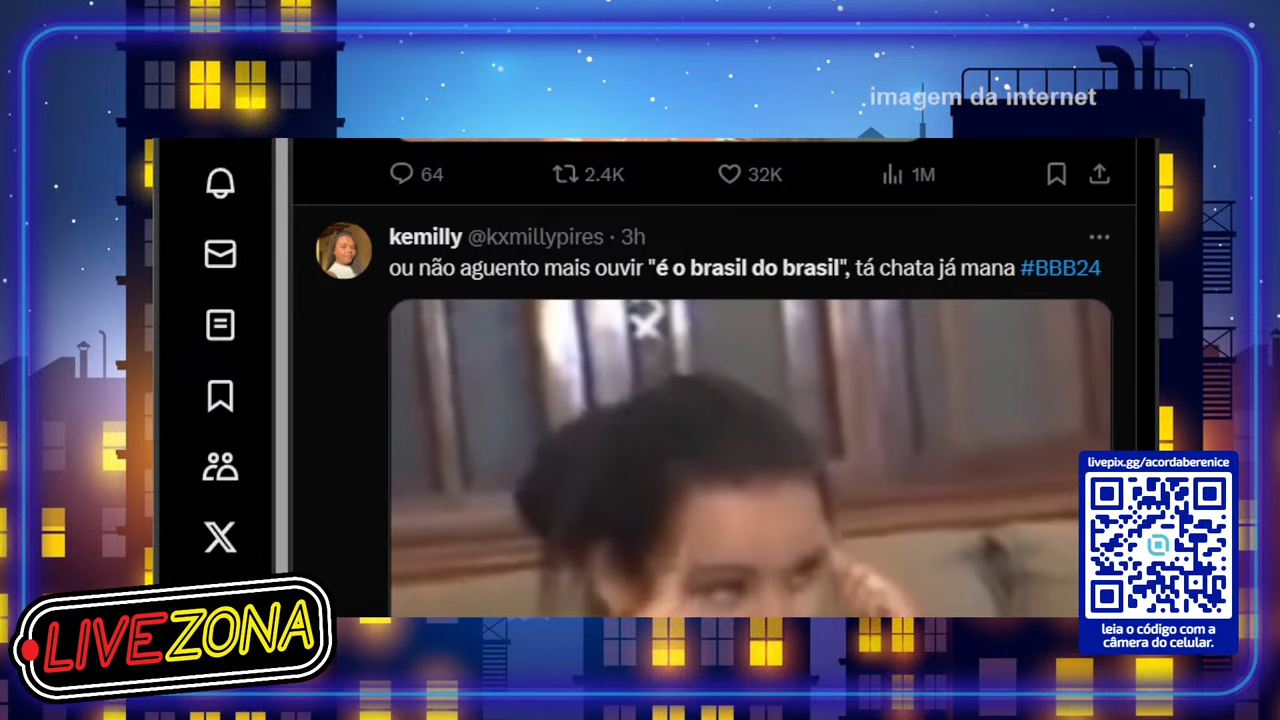 imagem da internet
64 2.4K 32K 1M
kemilly @kxmillypires · 3h
ou não aguento mais ouvir "é o brasil do brasil", tá chata já mana #BBB24
livepix.gg/acordaberenice
leia o código com a
câmera do celular.
LIVEZONA